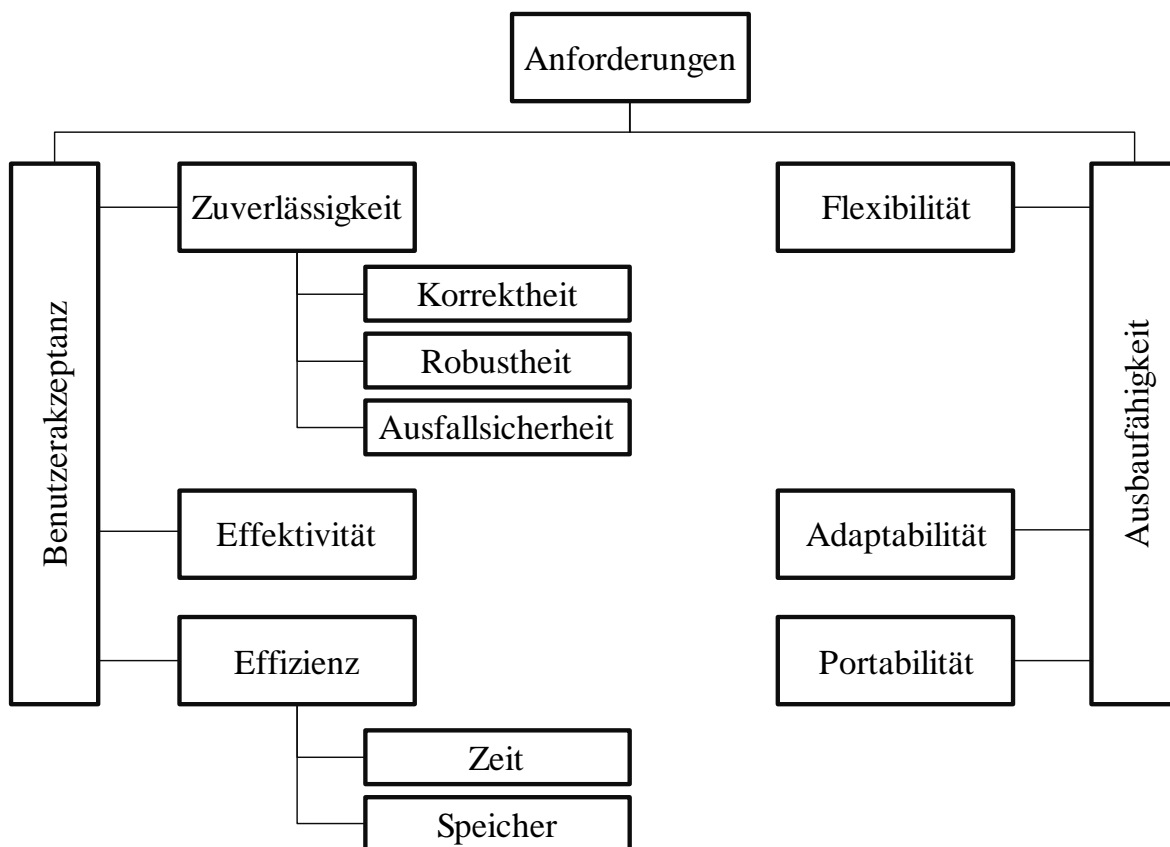 Anforderungen
Benutzerakzeptanz
Zuverlässigkeit
Korrektheit
Robustheit
Ausfallsicherheit
Effektivität
Effizienz
Zeit
Speicher
Ausbaufähigkeit
Flexibilität
Adaptabilität
Portabilität